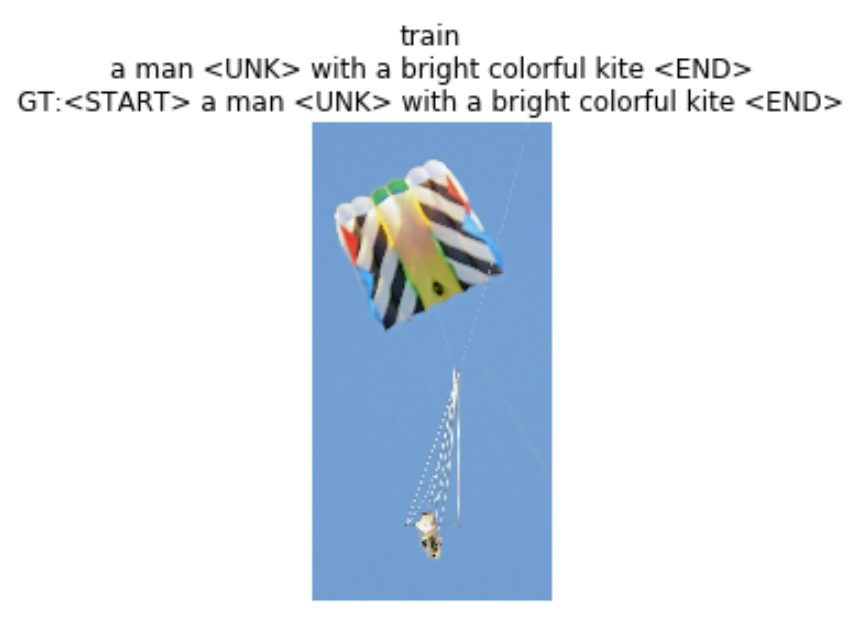 train
a man <UNK> with a bright colorful kite <END>
GT:<START> a man <UNK> with a bright colorful kite <END>